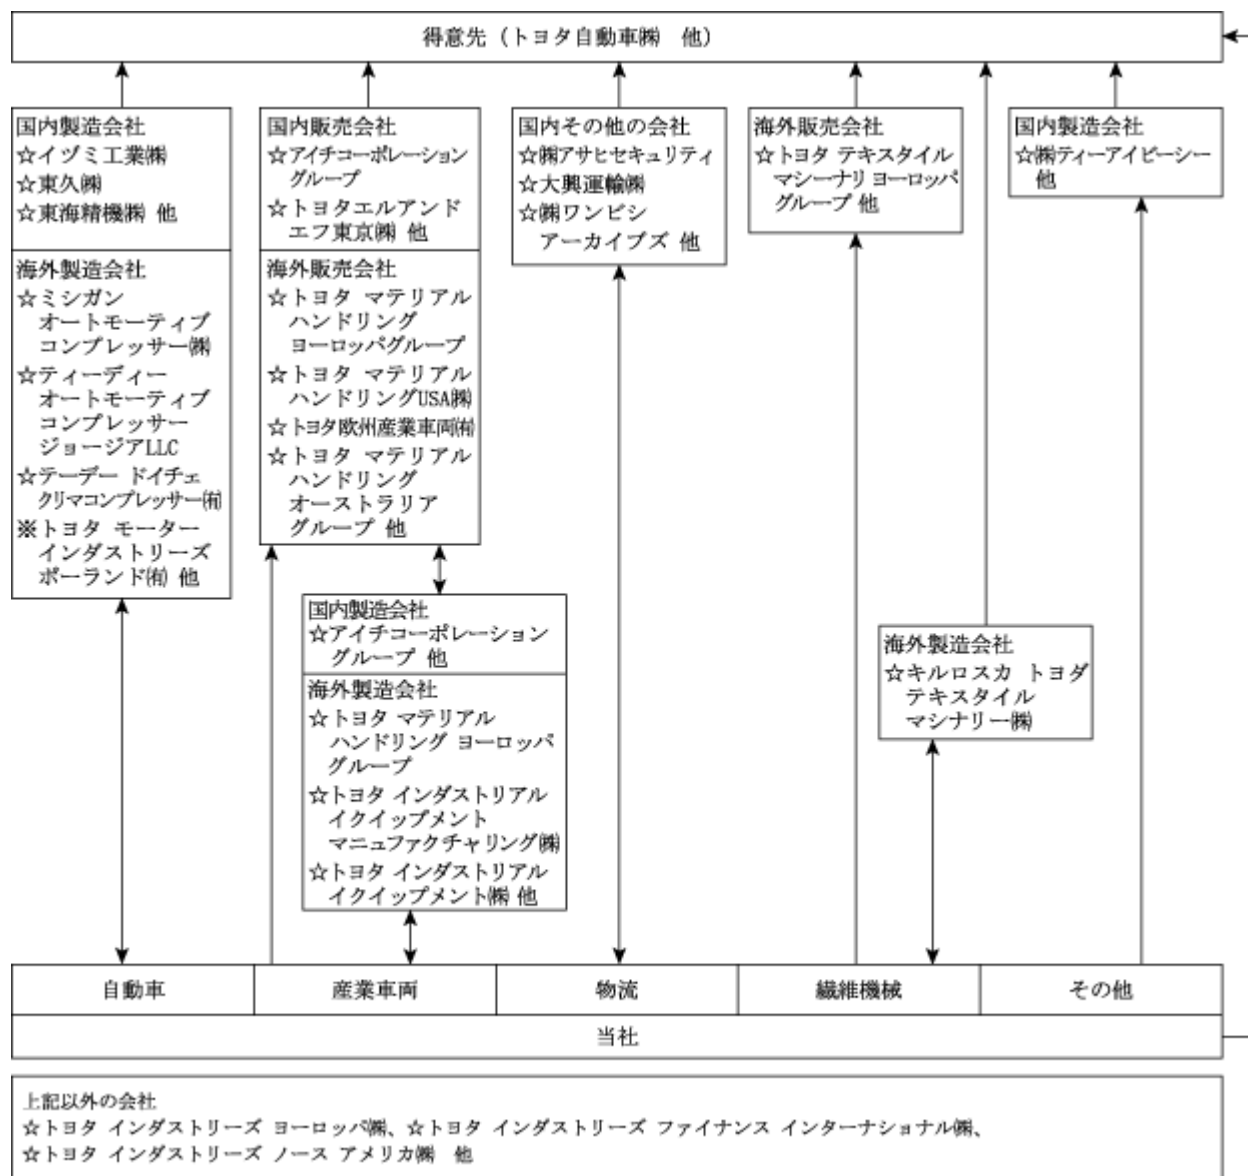 得意先（トヨタ自動車㈱　他）
国内製造会社
☆イヅミ工業㈱
☆東久㈱
☆東海精機㈱ 他
海外製造会社
☆ミシガン
オートモーティブ
コンプレッサー㈱
☆ティーディー
オートモーティブ
コンプレッサー
ジョージアLLC
☆テーデー ドイチェ
クリマコンプレッサー㈲
※トヨタ モーター
インダストリーズ
ポーランド㈲ 他
国内販売会社
☆アイチコーポレーション
グループ
☆トヨタエルアンド
エフ東京㈱ 他
海外販売会社
☆トヨタ マテリアル
ハンドリング
ヨーロッパグループ
☆トヨタ マテリアル
ハンドリングUSA㈱
☆トヨタ欧州産業車両㈲
☆トヨタ マテリアル
ハンドリング
オーストラリア
グループ 他
国内製造会社
☆アイチコーポレーション
グループ 他
海外製造会社
☆トヨタ マテリアル
ハンドリング ヨーロッパ
グループ
☆トヨタ インダストリアル
イクイップメント
マニュファクチャリング㈱
☆トヨタ インダストリアル
イクイップメント㈱ 他
国内その他の会社
☆㈱アサヒセキュリティ
☆大興運輸㈱
☆㈱ワンビシ
アーカイブズ 他
海外販売会社
☆トヨタ テキスタイル
マシーナリ ヨーロッパ
グループ 他
海外製造会社
☆キルロスカ トヨダ
テキスタイル
マシナリー㈱
国内製造会社
☆㈱ティーアイビーシー
他
自動車
産業車両
物流
繊維機械
その他
当社
上記以外の会社
☆トヨタ インダストリーズ ヨーロッパ㈱、☆トヨタ インダストリーズ ファイナンス インターナショナル㈱、
☆トヨタ インダストリーズ ノース アメリカ㈱　他